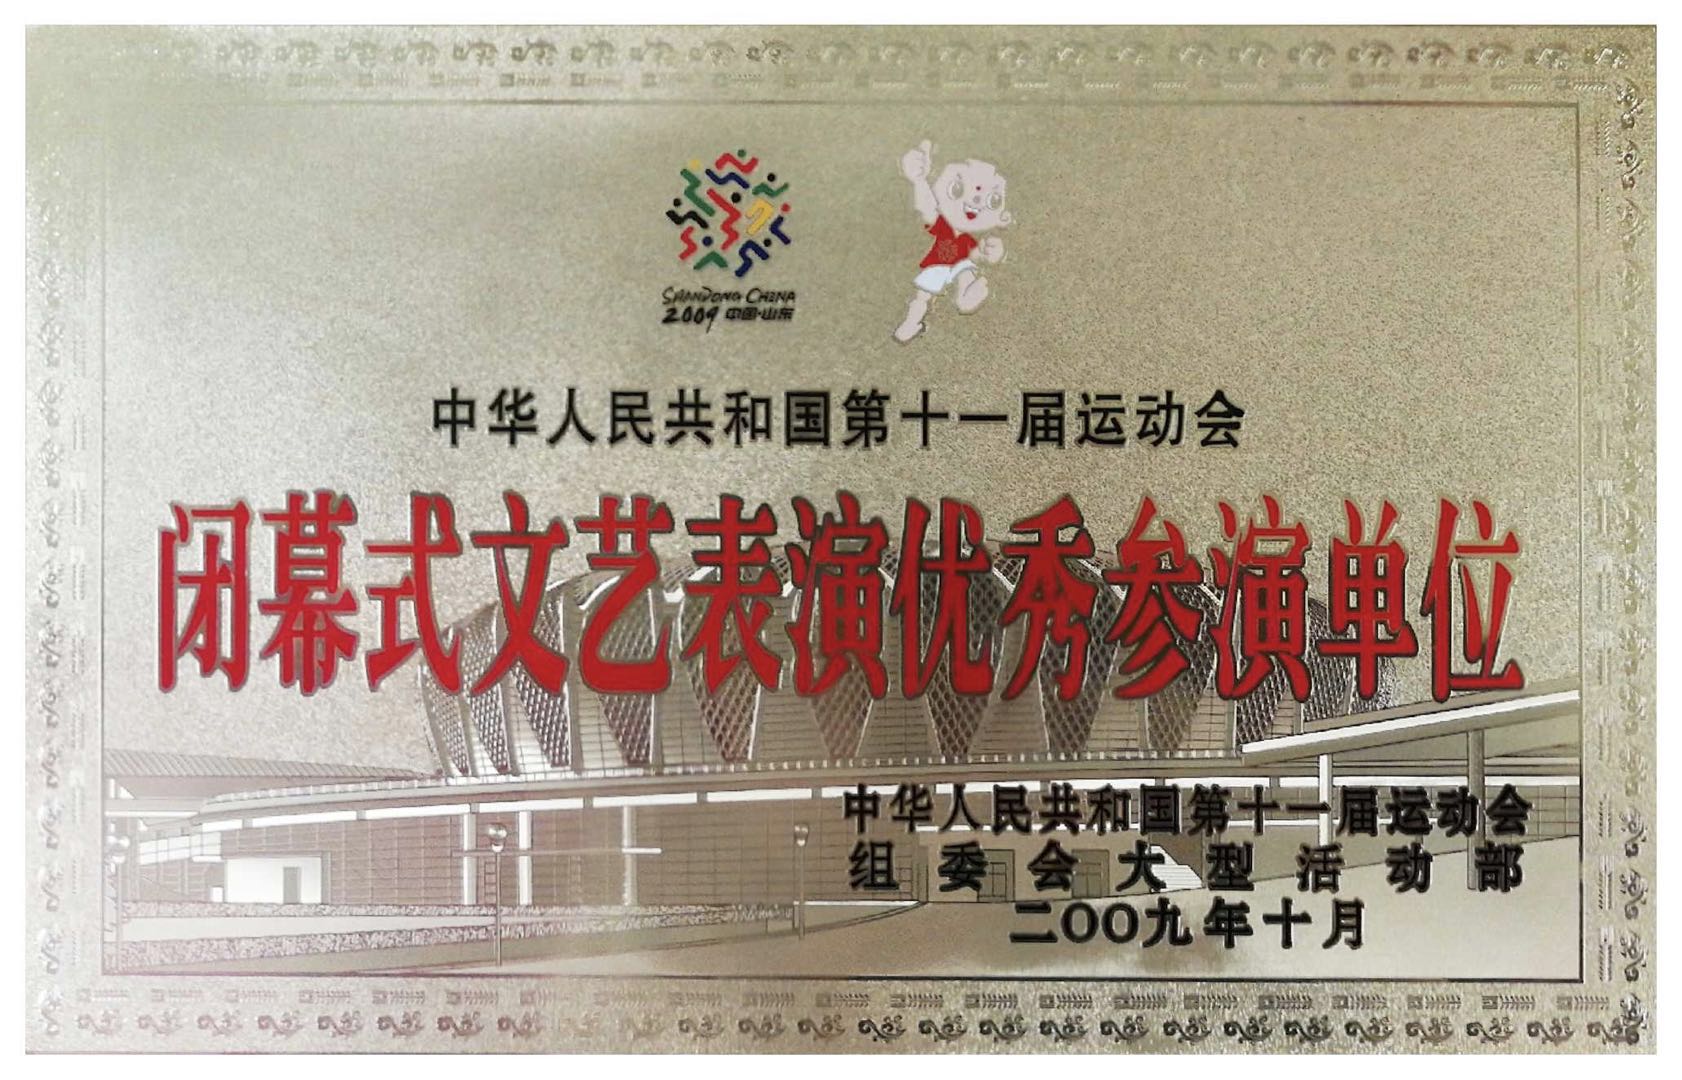 SHANDONG CHINA
2009 中国·山东
中华人民共和国第十一届运动会
闭幕式文艺表演优秀参演单位
中华人民共和国第十一届运动会
组委会大型活动部
二〇〇九年十月